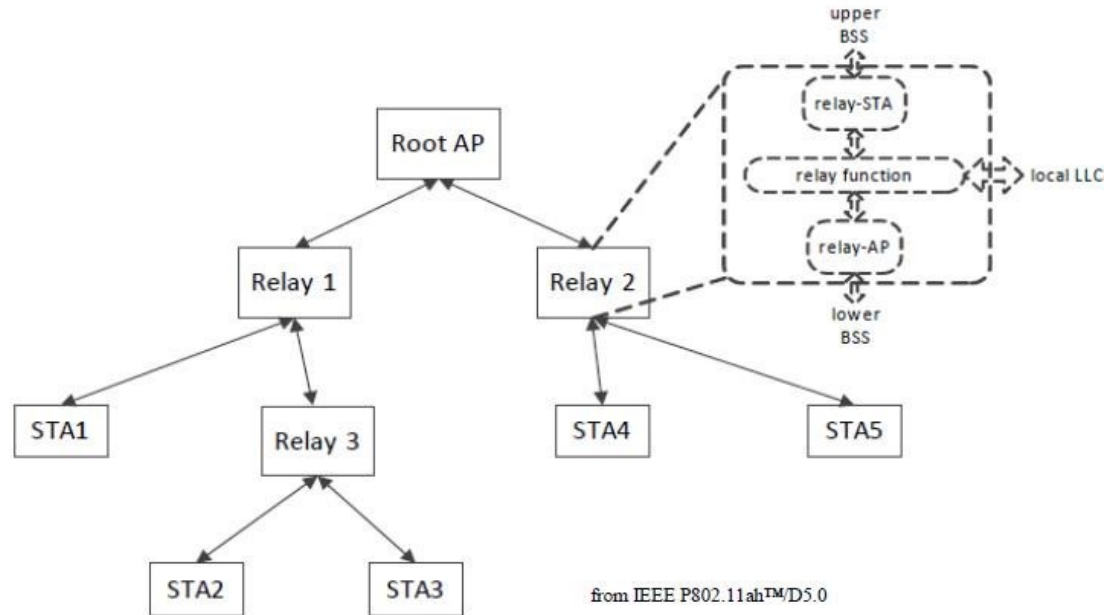 upper
BSS
relay-STA
Root AP
relay function
local LLC
relay-AP
Relay 1
Relay 2
lower
BSS
STA1
Relay 3
STA4
STA5
STA2
STA3
from IEEE P802.11ah™/D5.0